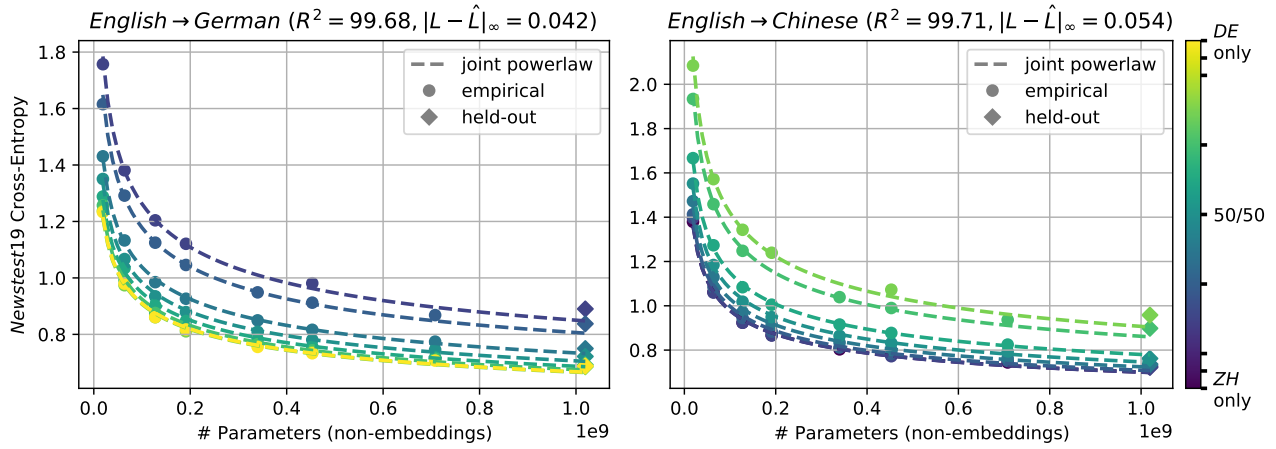 English→German (R² = 99.68, |L − L̂|∞ = 0.042)
English→Chinese (R² = 99.71, |L − L̂|∞ = 0.054)
Newstest19 Cross-Entropy
1.8
1.6
1.4
1.2
1.0
0.8
joint powerlaw
empirical
held-out
0.0
0.2
0.4
0.6
0.8
1.0
1e9
# Parameters (non-embeddings)
2.0
1.8
1.6
1.4
1.2
1.0
0.8
joint powerlaw
empirical
held-out
0.0
0.2
0.4
0.6
0.8
1.0
1e9
# Parameters (non-embeddings)
DE
only
50/50
ZH
only